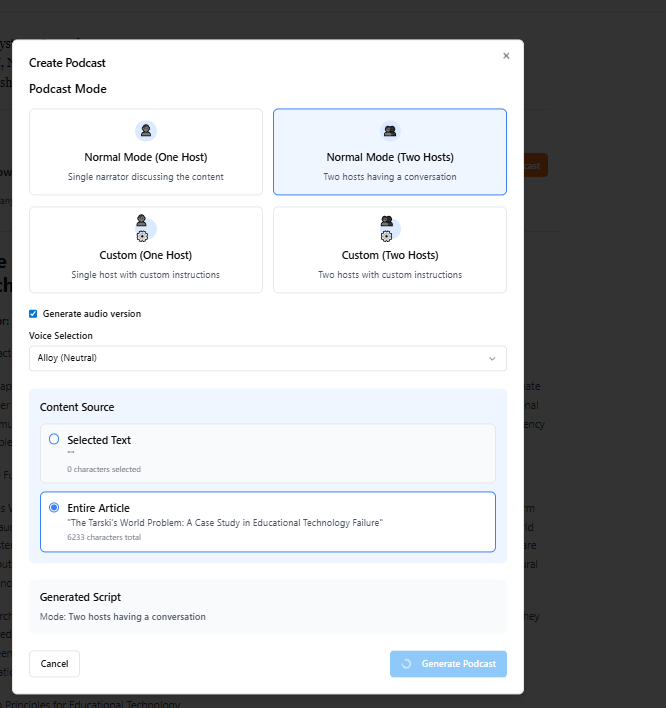 Create Podcast
×
Podcast Mode
Normal Mode (One Host)
Single narrator discussing the content
Normal Mode (Two Hosts)
Two hosts having a conversation
Custom (One Host)
Single host with custom instructions
Custom (Two Hosts)
Two hosts with custom instructions
Generate audio version
Voice Selection
Alloy (Neutral)
Content Source
Selected Text
""
0 characters selected
Entire Article
"The Tarski's World Problem: A Case Study in Educational Technology Failure"
6233 characters total
Generated Script
Mode: Two hosts having a conversation
Cancel
Generate Podcast
Principles for Educational Technology